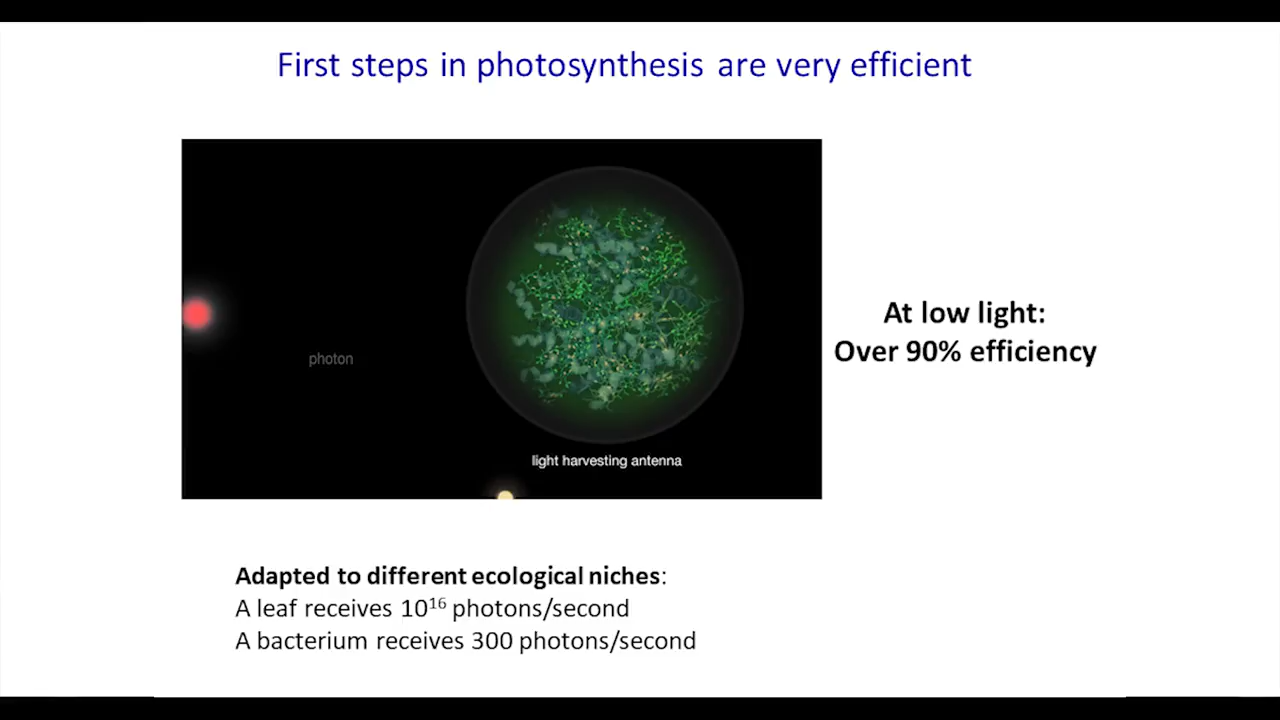 First steps in photosynthesis are very efficient
photon
light harvesting antenna
At low light:
Over 90% efficiency
Adapted to different ecological niches:
A leaf receives 10¹⁶ photons/second
A bacterium receives 300 photons/second